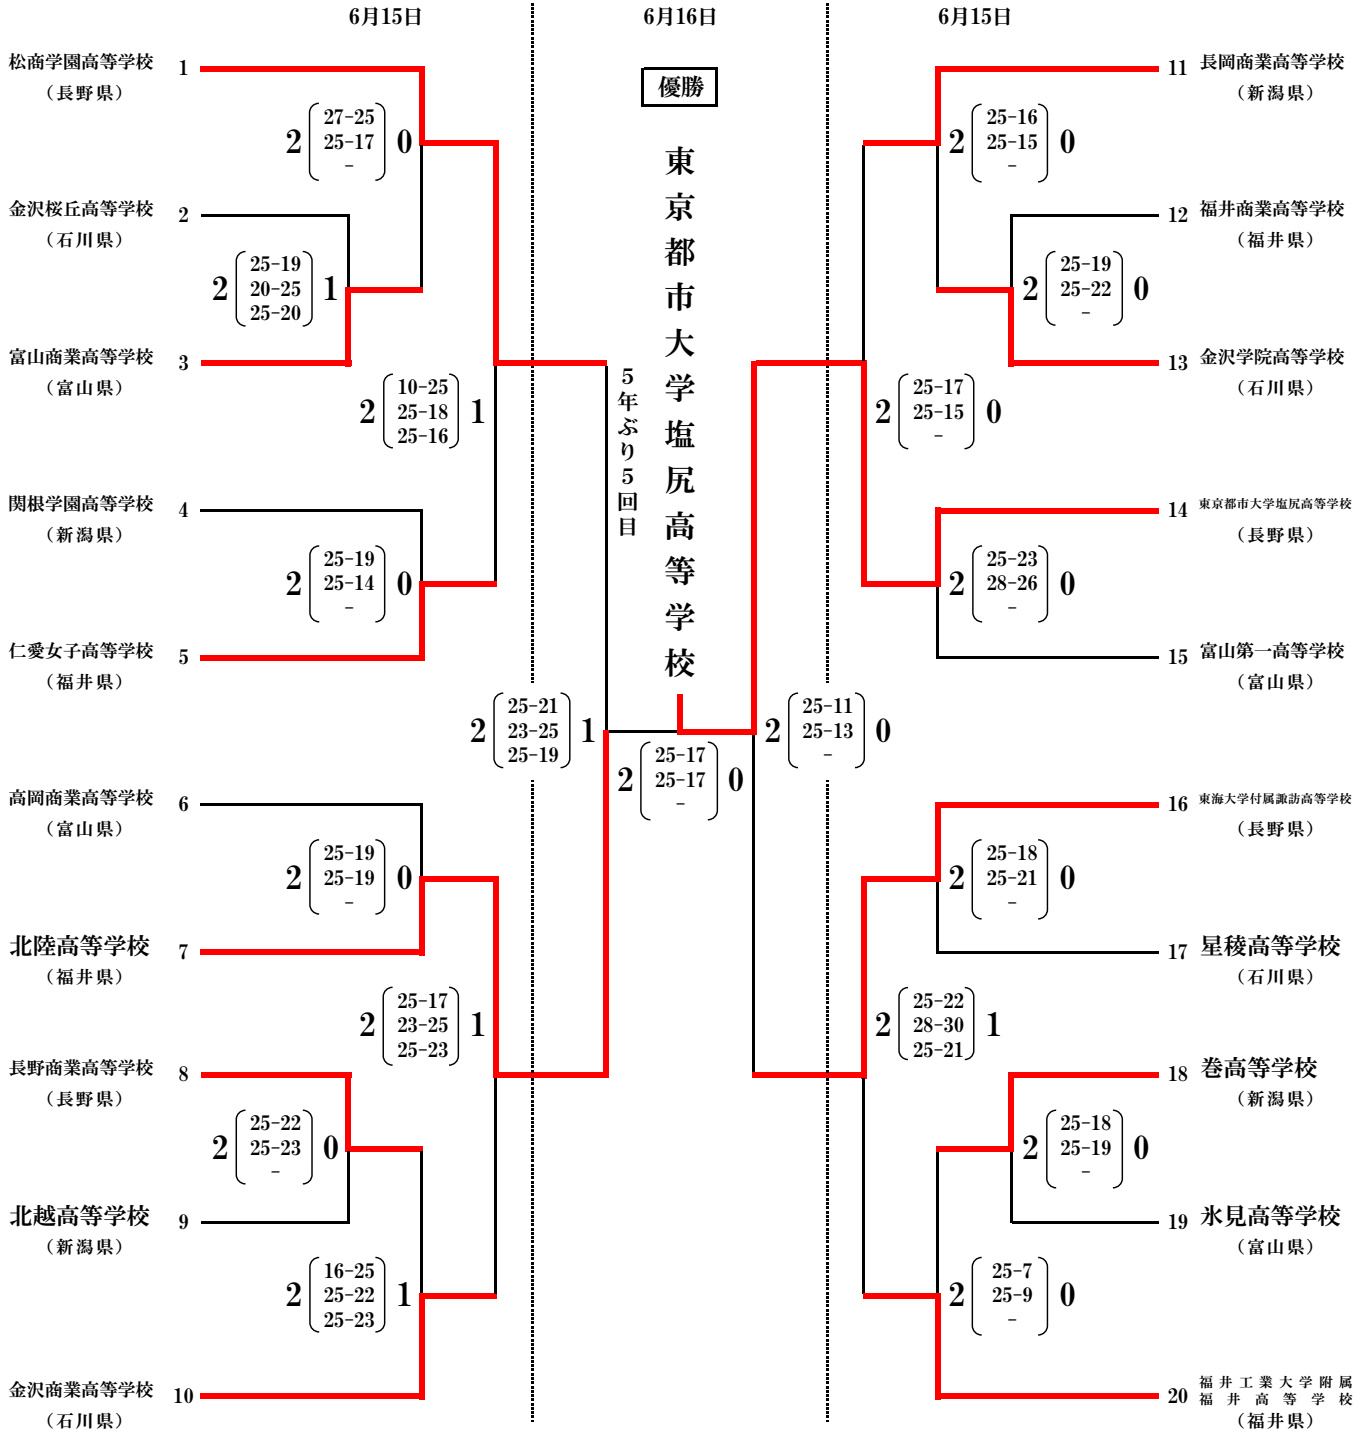 6月15日
6月16日
6月15日
優勝
東京都市大学塩尻高等学校
5年ぶり5回目
松商学園高等学校 1
（長野県）
27-25
2 25-17 0
-
金沢桜丘高等学校 2
（石川県）
25-19
2 20-25 1
25-20
富山商業高等学校 3
（富山県）
10-25
2 25-18 1
25-16
関根学園高等学校 4
（新潟県）
25-19
2 25-14 0
-
仁愛女子高等学校 5
（福井県）
25-21
2 23-25 1
25-19
高岡商業高等学校 6
（富山県）
25-19
2 25-19 0
-
北陸高等学校 7
（福井県）
25-17
2 23-25 1
25-23
長野商業高等学校 8
（長野県）
25-22
2 25-23 0
-
北越高等学校 9
（新潟県）
16-25
2 25-22 1
25-23
金沢商業高等学校 10
（石川県）
25-17
2 25-17 0
-
11 長岡商業高等学校
（新潟県）
25-16
2 25-15 0
-
12 福井商業高等学校
（福井県）
25-19
2 25-22 0
-
13 金沢学院高等学校
（石川県）
25-17
2 25-15 0
-
14 東京都市大学塩尻高等学校
（長野県）
25-23
2 28-26 0
-
15 富山第一高等学校
（富山県）
25-11
2 25-13 0
-
16 東海大学付属諏訪高等学校
（長野県）
25-18
2 25-21 0
-
17 星稜高等学校
（石川県）
25-22
2 28-30 1
25-21
18 巻高等学校
（新潟県）
25-18
2 25-19 0
-
19 氷見高等学校
（富山県）
25-7
2 25-9 0
-
20 福井工業大学附属
福井高等学校
（福井県）